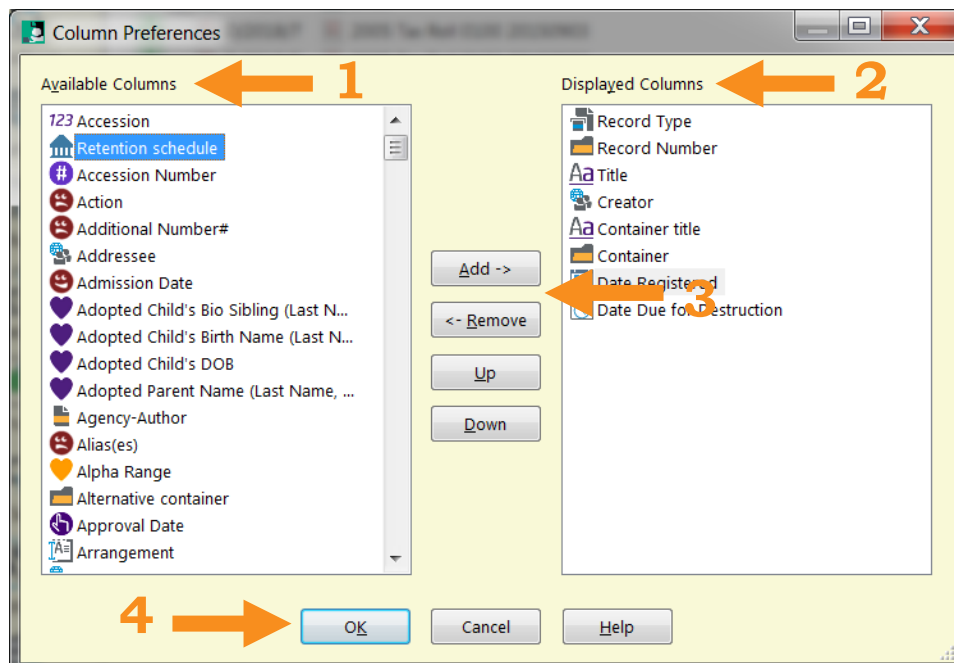 Column Preferences
Available Columns
1
123 Accession
Retention schedule
# Accession Number
Action
Additional Number#
Addressee
Admission Date
Adopted Child's Bio Sibling (Last N...
Adopted Child's Birth Name (Last N...
Adopted Child's DOB
Adopted Parent Name (Last Name, ...
Agency-Author
Alias(es)
Alpha Range
Alternative container
Approval Date
Arrangement
Add ->
<- Remove
Up
Down
3
Displayed Columns
2
Record Type
Record Number
Aa Title
Creator
Aa Container title
Container
Date Registered
Date Due for Destruction
4
OK
Cancel
Help